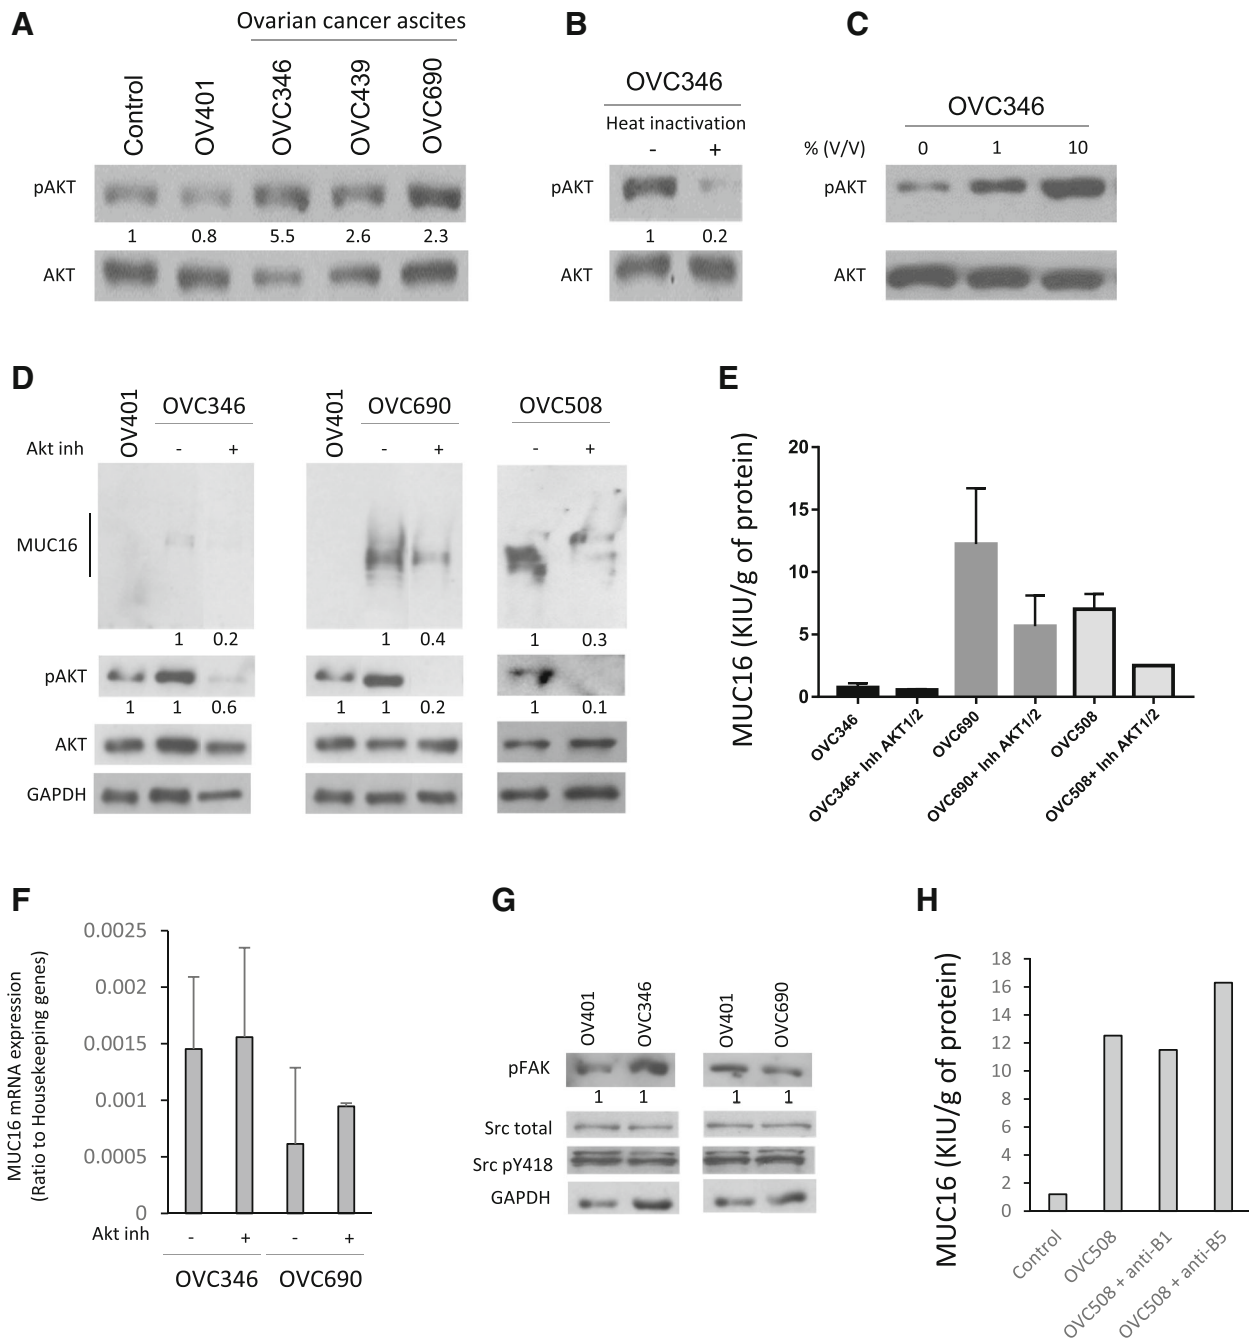 A
Ovarian cancer ascites
Control
OV401
OVC346
OVC439
OVC690
pAKT
1 0.8 5.5 2.6 2.3
AKT
B
OVC346
Heat inactivation
- +
pAKT
1 0.2
AKT
C
OVC346
% (V/V) 0 1 10
pAKT
AKT
D
OV401 OVC346 OV401 OVC690 OVC508
Akt inh - + - + - +
MUC16
1 0.2 1 0.4 1 0.3
pAKT
1 1 0.6 1 1 0.2 1 0.1
AKT
GAPDH
E
MUC16 (KIU/g of protein)
20
15
10
5
0
OVC346
OVC346+ Inh AKT1/2
OVC690
OVC690+ Inh AKT1/2
OVC508
OVC508+ Inh AKT1/2
F
MUC16 mRNA expression
(Ratio to Housekeeping genes)
0.0025
0.002
0.0015
0.001
0.0005
0
Akt inh - + - +
OVC346 OVC690
G
OV401 OVC346 OV401 OVC690
pFAK
1 1 1 1
Src total
Src pY418
GAPDH
H
MUC16 (KIU/g of protein)
18
16
14
12
10
8
6
4
2
0
Control
OVC508
OVC508 + anti-B1
OVC508 + anti-B5